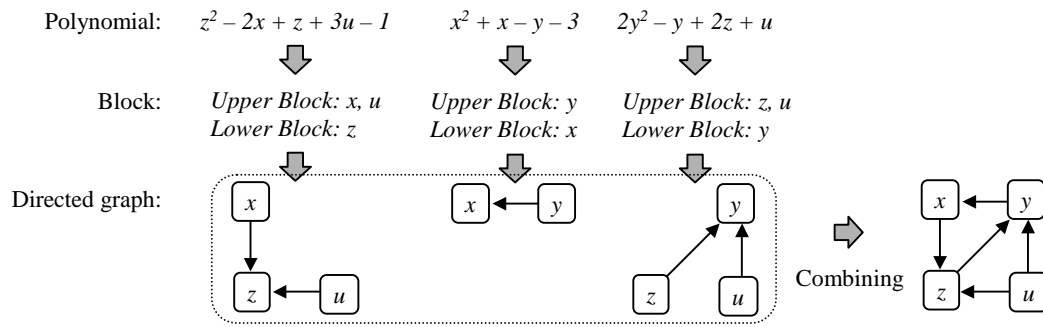 Polynomial: z² – 2x + z + 3u – 1 x² + x – y – 3 2y² – y + 2z + u
Block: Upper Block: x, u Upper Block: y Upper Block: z, u
Lower Block: z Lower Block: x Lower Block: y
Directed graph: x x y y x y
Combining
z u z u z u